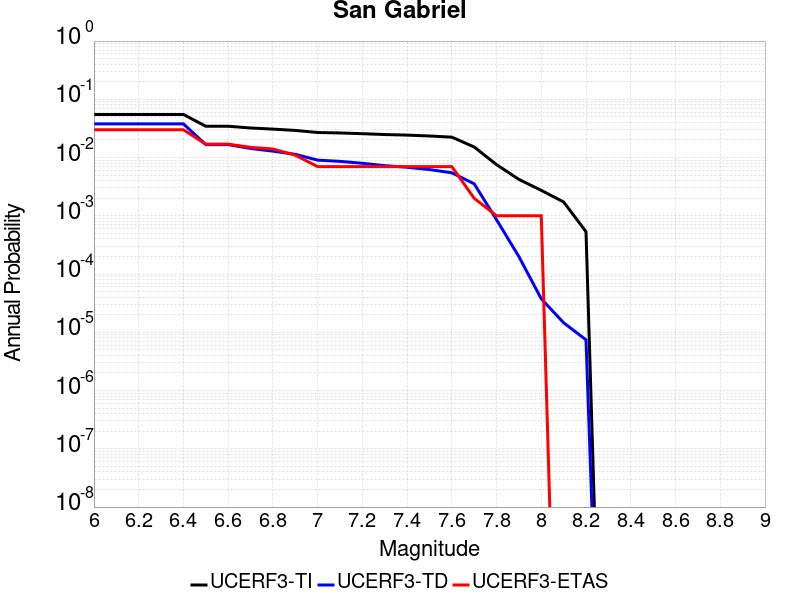 San Gabriel
10^0
10^-1
10^-2
10^-3
10^-4
10^-5
10^-6
10^-7
10^-8
Annual Probability
6 6.2 6.4 6.6 6.8 7 7.2 7.4 7.6 7.8 8 8.2 8.4 8.6 8.8 9
Magnitude
UCERF3-TI UCERF3-TD UCERF3-ETAS